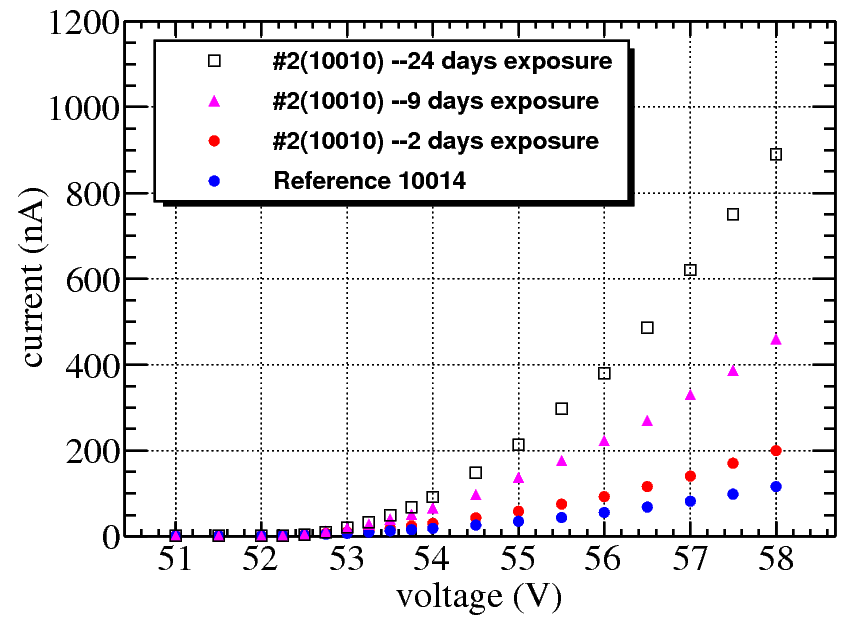 1200
1000
800
600
400
200
0
current (nA)
#2(10010) --24 days exposure
#2(10010) --9 days exposure
#2(10010) --2 days exposure
Reference 10014
51 52 53 54 55 56 57 58
voltage (V)